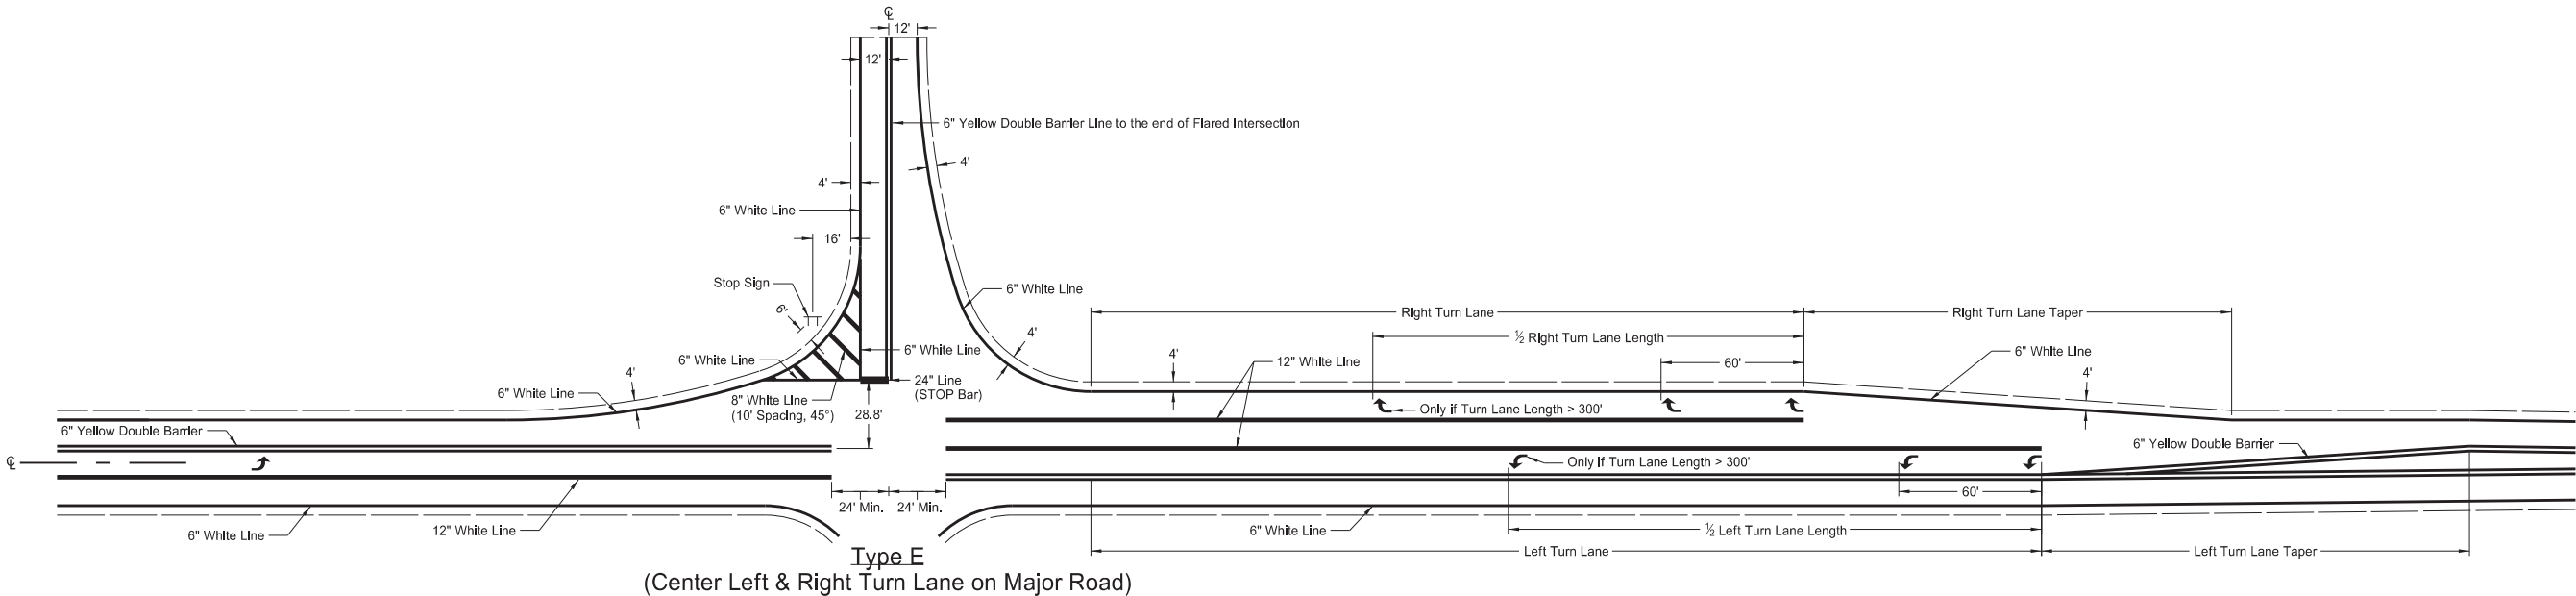 ℄
12'
12'
6" Yellow Double Barrier Line to the end of Flared Intersection
4'
4'
6" White Line
16'
Stop Sign
6'
6" White Line
4'
Right Turn Lane
Right Turn Lane Taper
½ Right Turn Lane Length
60'
6" White Line
6" White Line
6" White Line
12" White Line
4'
4'
4'
24" Line
(STOP Bar)
6" White Line
8" White Line
(10' Spacing, 45°)
28.8'
Only if Turn Lane Length > 300'
6" Yellow Double Barrier
6" Yellow Double Barrier
℄
Only if Turn Lane Length > 300'
60'
24' Min.
24' Min.
6" White Line
12" White Line
6" White Line
½ Left Turn Lane Length
Left Turn Lane
Left Turn Lane Taper
Type E
(Center Left & Right Turn Lane on Major Road)